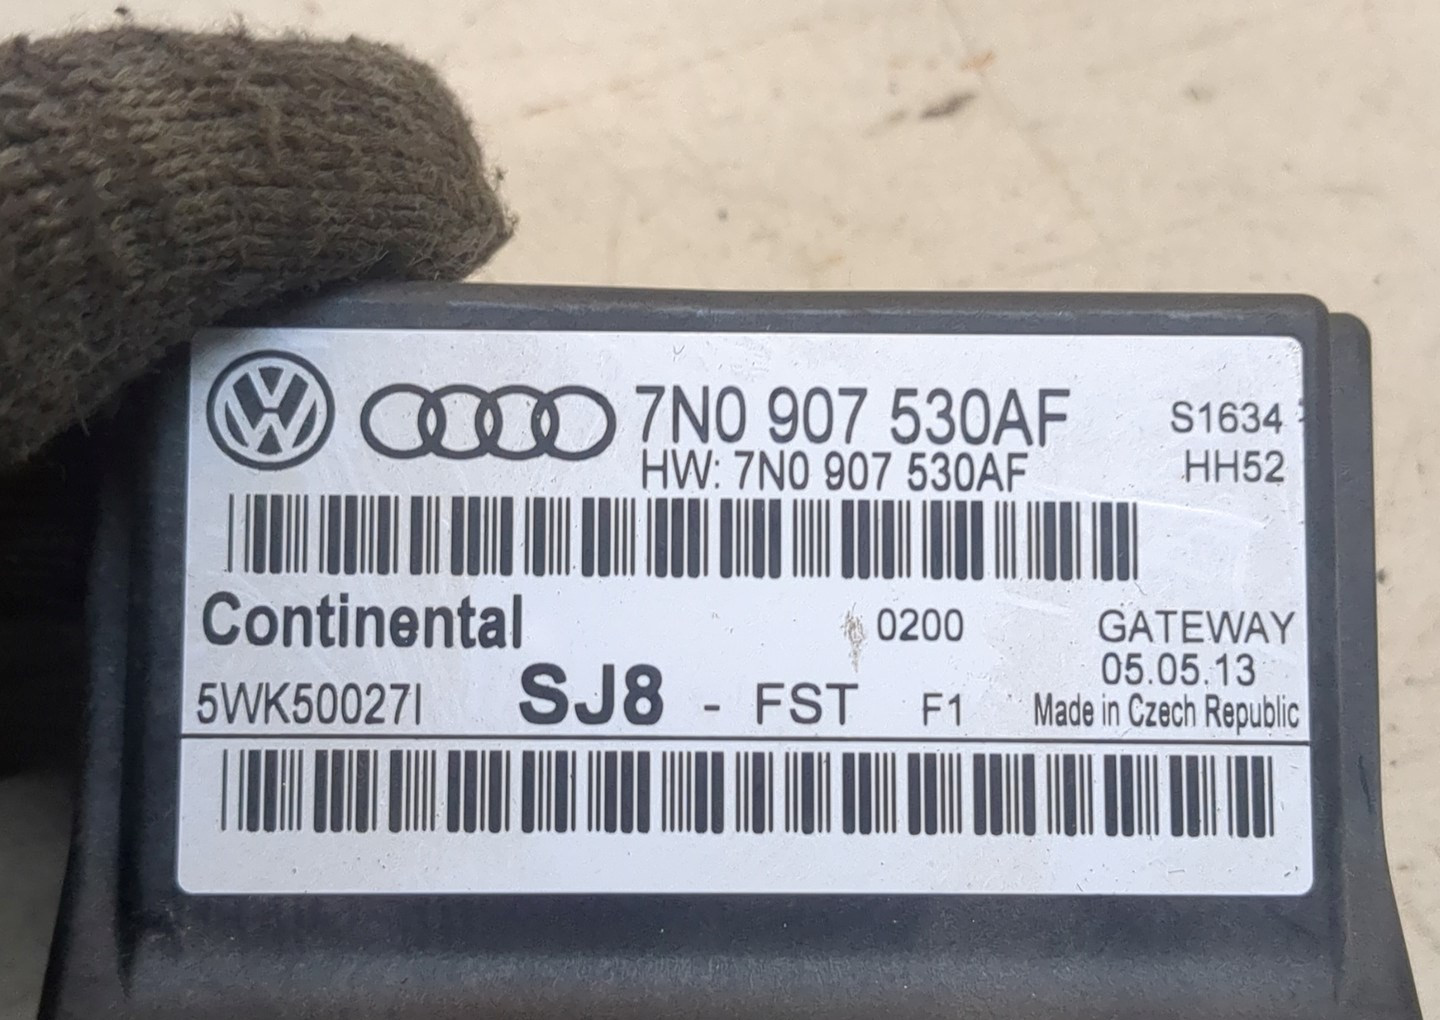 7N0 907 530AF S1634
HW: 7N0 907 530AF HH52
Continental 0200 GATEWAY
05.05.13
5WK50027I SJ8 - FST F1 Made in Czech Republic